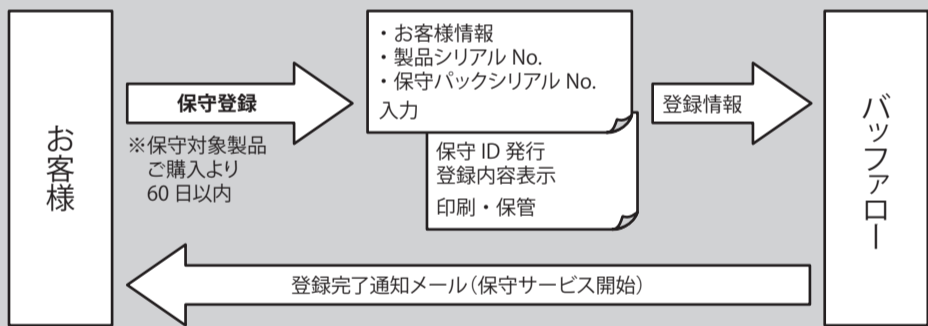 お客様
保守登録
※保守対象製品
ご購入より
60日以内
・お客様情報
・製品シリアル No.
・保守パックシリアル No.
入力
保守 ID 発行
登録内容表示
印刷・保管
登録情報
バッファロー
登録完了通知メール（保守サービス開始）